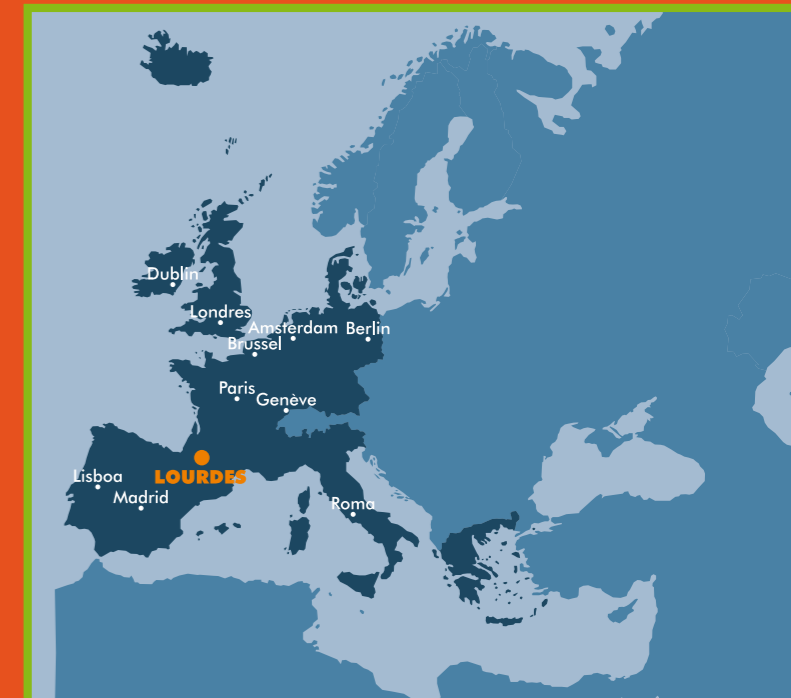 Dublin
Londres
Amsterdam
Berlin
Brussel
Paris
Genève
LOURDES
Lisboa
Madrid
Roma